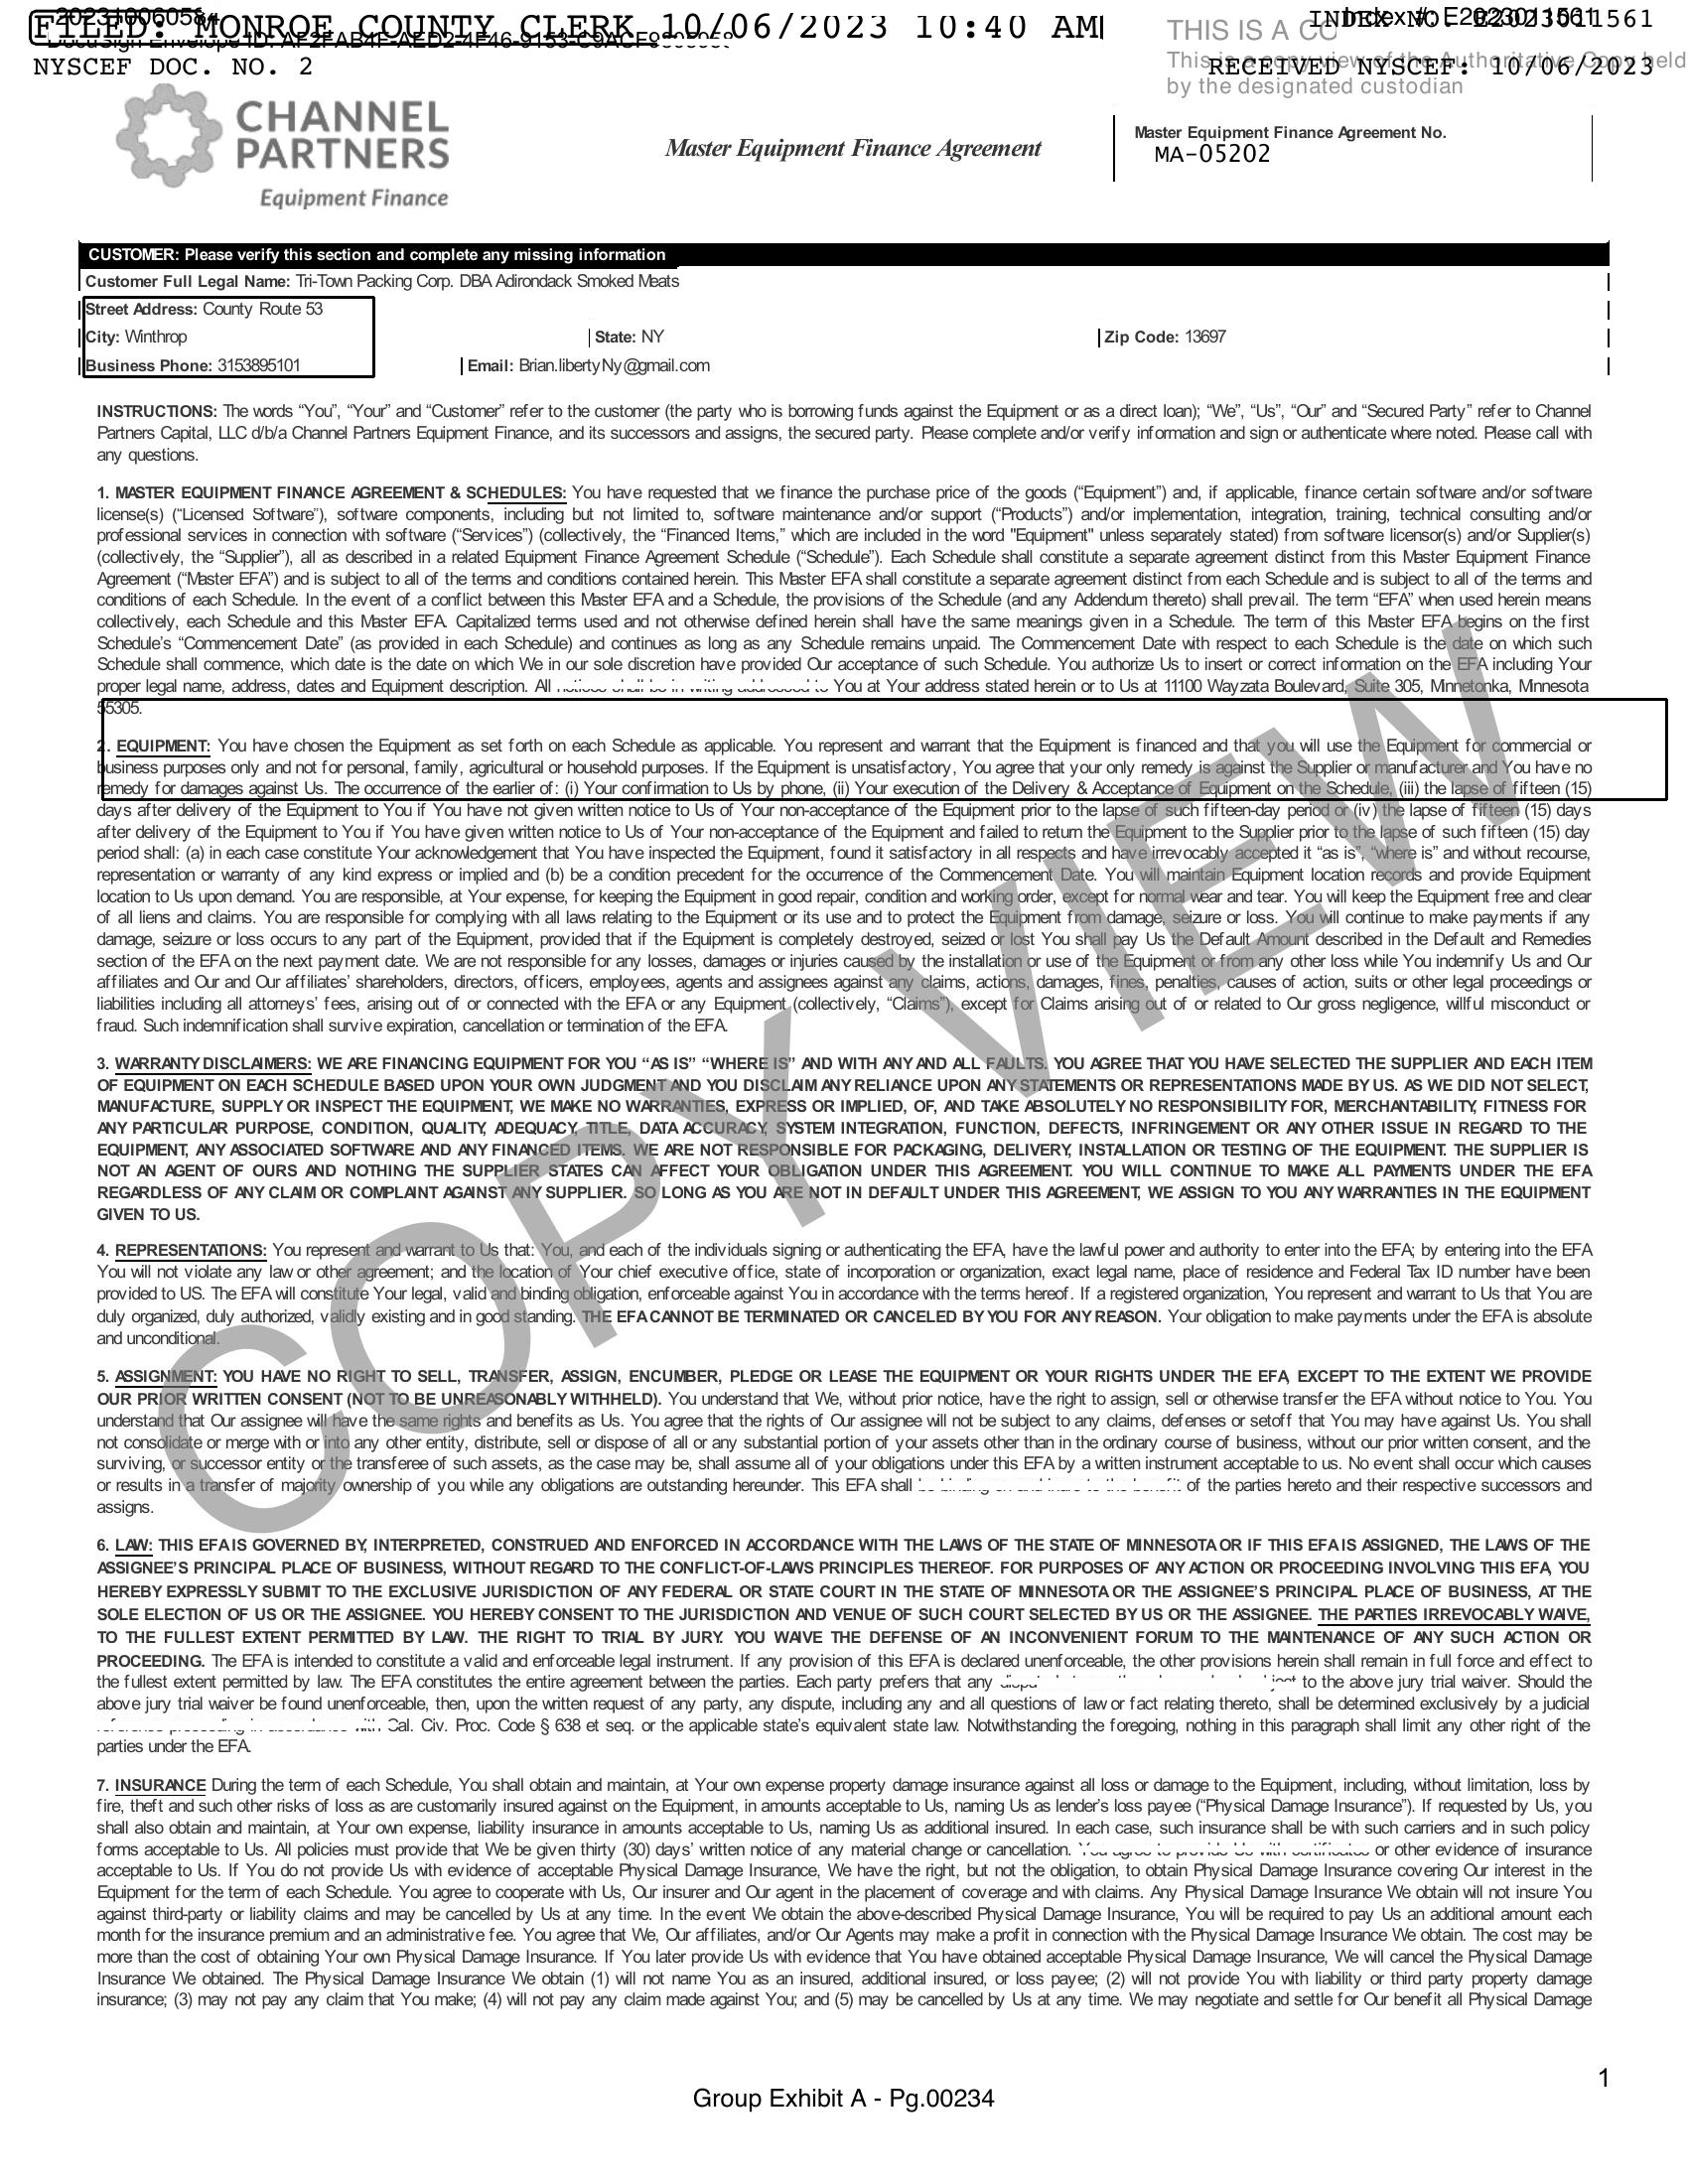 202310060584
FILED: MONROE COUNTY CLERK 10/06/2023 10:40 AM
INDEX NO. E2023011561
Index #: E2023011561
DocuSign Envelope ID: AF2FAB4F-AED2-4F46-9153-C9ACF
THIS IS A CO
This is a copy view of the Authoritative Copy held
by the designated custodian
NYSCEF DOC. NO. 2
RECEIVED NYSCEF: 10/06/2023
CHANNEL
PARTNERS
Equipment Finance
Master Equipment Finance Agreement
Master Equipment Finance Agreement No.
MA-05202
CUSTOMER: Please verify this section and complete any missing information
Customer Full Legal Name: Tri-Town Packing Corp. DBA Adirondack Smoked Meats
Street Address: County Route 53
City: Winthrop State: NY Zip Code: 13697
Business Phone: 3153895101 Email: Brian.libertyNy@gmail.com
INSTRUCTIONS: The words “You”, “Your” and “Customer” refer to the customer (the party who is borrowing funds against the Equipment or as a direct loan); “We”, “Us”, “Our” and “Secured Party” refer to Channel
Partners Capital, LLC d/b/a Channel Partners Equipment Finance, and its successors and assigns, the secured party. Please complete and/or verify information and sign or authenticate where noted. Please call with
any questions.
1. MASTER EQUIPMENT FINANCE AGREEMENT & SCHEDULES: You have requested that we finance the purchase price of the goods (“Equipment”) and, if applicable, finance certain software and/or software
license(s) (“Licensed Software”), software components, including but not limited to, software maintenance and/or support (“Products”) and/or implementation, integration, training, technical consulting and/or
professional services in connection with software (“Services”) (collectively, the “Financed Items,” which are included in the word "Equipment" unless separately stated) from software licensor(s) and/or Supplier(s)
(collectively, the “Supplier”), all as described in a related Equipment Finance Agreement Schedule (“Schedule”). Each Schedule shall constitute a separate agreement distinct from this Master Equipment Finance
Agreement (“Master EFA”) and is subject to all of the terms and conditions contained herein. This Master EFA shall constitute a separate agreement distinct from each Schedule and is subject to all of the terms and
conditions of each Schedule. In the event of a conflict between this Master EFA and a Schedule, the provisions of the Schedule (and any Addendum thereto) shall prevail. The term “EFA” when used herein means
collectively, each Schedule and this Master EFA. Capitalized terms used and not otherwise defined herein shall have the same meanings given in a Schedule. The term of this Master EFA begins on the first
Schedule’s “Commencement Date” (as provided in each Schedule) and continues as long as any Schedule remains unpaid. The Commencement Date with respect to each Schedule is the date on which such
Schedule shall commence, which date is the date on which We in our sole discretion have provided Our acceptance of such Schedule. You authorize Us to insert or correct information on the EFA including Your
proper legal name, address, dates and Equipment description. All notices shall be in writing addressed to You at Your address stated herein or to Us at 11100 Wayzata Boulevard, Suite 305, Minnetonka, Minnesota
55305.
2. EQUIPMENT: You have chosen the Equipment as set forth on each Schedule as applicable. You represent and warrant that the Equipment is financed and that you will use the Equipment for commercial or
business purposes only and not for personal, family, agricultural or household purposes. If the Equipment is unsatisfactory, You agree that your only remedy is against the Supplier or manufacturer and You have no
remedy for damages against Us. The occurrence of the earlier of: (i) Your confirmation to Us by phone, (ii) Your execution of the Delivery & Acceptance of Equipment on the Schedule, (iii) the lapse of fifteen (15)
days after delivery of the Equipment to You if You have not given written notice to Us of Your non-acceptance of the Equipment prior to the lapse of such fifteen-day period or (iv) the lapse of fifteen (15) days
after delivery of the Equipment to You if You have given written notice to Us of Your non-acceptance of the Equipment and failed to return the Equipment to the Supplier prior to the lapse of such fifteen (15) day
period shall: (a) in each case constitute Your acknowledgement that You have inspected the Equipment, found it satisfactory in all respects and have irrevocably accepted it “as is”, “where is” and without recourse,
representation or warranty of any kind express or implied and (b) be a condition precedent for the occurrence of the Commencement Date. You will maintain Equipment location records and provide Equipment
location to Us upon demand. You are responsible, at Your expense, for keeping the Equipment in good repair, condition and working order, except for normal wear and tear. You will keep the Equipment free and clear
of all liens and claims. You are responsible for complying with all laws relating to the Equipment or its use and to protect the Equipment from damage, seizure or loss. You will continue to make payments if any
damage, seizure or loss occurs to any part of the Equipment, provided that if the Equipment is completely destroyed, seized or lost You shall pay Us the Default Amount described in the Default and Remedies
section of the EFA on the next payment date. We are not responsible for any losses, damages or injuries caused by the installation or use of the Equipment or from any other loss while You indemnify Us and Our
affiliates and Our and Our affiliates’ shareholders, directors, officers, employees, agents and assignees against any claims, actions, damages, fines, penalties, causes of action, suits or other legal proceedings or
liabilities including all attorneys’ fees, arising out of or connected with the EFA or any Equipment (collectively, “Claims”), except for Claims arising out of or related to Our gross negligence, willful misconduct or
fraud. Such indemnification shall survive expiration, cancellation or termination of the EFA.
3. WARRANTY DISCLAIMERS: WE ARE FINANCING EQUIPMENT FOR YOU “AS IS” “WHERE IS” AND WITH ANY AND ALL FAULTS. YOU AGREE THAT YOU HAVE SELECTED THE SUPPLIER AND EACH ITEM
OF EQUIPMENT ON EACH SCHEDULE BASED UPON YOUR OWN JUDGMENT AND YOU DISCLAIM ANY RELIANCE UPON ANY STATEMENTS OR REPRESENTATIONS MADE BY US. AS WE DID NOT SELECT,
MANUFACTURE, SUPPLY OR INSPECT THE EQUIPMENT, WE MAKE NO WARRANTIES, EXPRESS OR IMPLIED, OF, AND TAKE ABSOLUTELY NO RESPONSIBILITY FOR, MERCHANTABILITY, FITNESS FOR
ANY PARTICULAR PURPOSE, CONDITION, QUALITY, ADEQUACY, TITLE, DATA ACCURACY, SYSTEM INTEGRATION, FUNCTION, DEFECTS, INFRINGEMENT OR ANY OTHER ISSUE IN REGARD TO THE
EQUIPMENT, ANY ASSOCIATED SOFTWARE AND ANY FINANCED ITEMS. WE ARE NOT RESPONSIBLE FOR PACKAGING, DELIVERY, INSTALLATION OR TESTING OF THE EQUIPMENT. THE SUPPLIER IS
NOT AN AGENT OF OURS AND NOTHING THE SUPPLIER STATES CAN AFFECT YOUR OBLIGATION UNDER THIS AGREEMENT. YOU WILL CONTINUE TO MAKE ALL PAYMENTS UNDER THE EFA
REGARDLESS OF ANY CLAIM OR COMPLAINT AGAINST ANY SUPPLIER. SO LONG AS YOU ARE NOT IN DEFAULT UNDER THIS AGREEMENT, WE ASSIGN TO YOU ANY WARRANTIES IN THE EQUIPMENT
GIVEN TO US.
4. REPRESENTATIONS: You represent and warrant to Us that: You, and each of the individuals signing or authenticating the EFA, have the lawful power and authority to enter into the EFA; by entering into the EFA
You will not violate any law or other agreement; and the location of Your chief executive office, state of incorporation or organization, exact legal name, place of residence and Federal Tax ID number have been
provided to US. The EFA will constitute Your legal, valid and binding obligation, enforceable against You in accordance with the terms hereof. If a registered organization, You represent and warrant to Us that You are
duly organized, duly authorized, validly existing and in good standing. THE EFA CANNOT BE TERMINATED OR CANCELED BY YOU FOR ANY REASON. Your obligation to make payments under the EFA is absolute
and unconditional.
5. ASSIGNMENT: YOU HAVE NO RIGHT TO SELL, TRANSFER, ASSIGN, ENCUMBER, PLEDGE OR LEASE THE EQUIPMENT OR YOUR RIGHTS UNDER THE EFA, EXCEPT TO THE EXTENT WE PROVIDE
OUR PRIOR WRITTEN CONSENT (NOT TO BE UNREASONABLY WITHHELD). You understand that We, without prior notice, have the right to assign, sell or otherwise transfer the EFA without notice to You. You
understand that Our assignee will have the same rights and benefits as Us. You agree that the rights of Our assignee will not be subject to any claims, defenses or setoff that You may have against Us. You shall
not consolidate or merge with or into any other entity, distribute, sell or dispose of all or any substantial portion of your assets other than in the ordinary course of business, without our prior written consent, and the
surviving, or successor entity or the transferee of such assets, as the case may be, shall assume all of your obligations under this EFA by a written instrument acceptable to us. No event shall occur which causes
or results in a transfer of majority ownership of you while any obligations are outstanding hereunder. This EFA shall be binding on and inure to the benefit of the parties hereto and their respective successors and
assigns.
6. LAW: THIS EFA IS GOVERNED BY, INTERPRETED, CONSTRUED AND ENFORCED IN ACCORDANCE WITH THE LAWS OF THE STATE OF MINNESOTA OR IF THIS EFA IS ASSIGNED, THE LAWS OF THE
ASSIGNEE’S PRINCIPAL PLACE OF BUSINESS, WITHOUT REGARD TO THE CONFLICT-OF-LAWS PRINCIPLES THEREOF. FOR PURPOSES OF ANY ACTION OR PROCEEDING INVOLVING THIS EFA, YOU
HEREBY EXPRESSLY SUBMIT TO THE EXCLUSIVE JURISDICTION OF ANY FEDERAL OR STATE COURT IN THE STATE OF MINNESOTA OR THE ASSIGNEE’S PRINCIPAL PLACE OF BUSINESS, AT THE
SOLE ELECTION OF US OR THE ASSIGNEE. YOU HEREBY CONSENT TO THE JURISDICTION AND VENUE OF SUCH COURT SELECTED BY US OR THE ASSIGNEE. THE PARTIES IRREVOCABLY WAIVE,
TO THE FULLEST EXTENT PERMITTED BY LAW. THE RIGHT TO TRIAL BY JURY. YOU WAIVE THE DEFENSE OF AN INCONVENIENT FORUM TO THE MAINTENANCE OF ANY SUCH ACTION OR
PROCEEDING. The EFA is intended to constitute a valid and enforceable legal instrument. If any provision of this EFA is declared unenforceable, the other provisions herein shall remain in full force and effect to
the fullest extent permitted by law. The EFA constitutes the entire agreement between the parties. Each party prefers that any to the above jury trial waiver. Should the
above jury trial waiver be found unenforceable, then, upon the written request of any party, any dispute, including any and all questions of law or fact relating thereto, shall be determined exclusively by a judicial
Cal. Civ. Proc. Code § 638 et seq. or the applicable state’s equivalent state law. Notwithstanding the foregoing, nothing in this paragraph shall limit any other right of the
parties under the EFA.
7. INSURANCE During the term of each Schedule, You shall obtain and maintain, at Your own expense property damage insurance against all loss or damage to the Equipment, including, without limitation, loss by
fire, theft and such other risks of loss as are customarily insured against on the Equipment, in amounts acceptable to Us, naming Us as lender’s loss payee (“Physical Damage Insurance”). If requested by Us, you
shall also obtain and maintain, at Your own expense, liability insurance in amounts acceptable to Us, naming Us as additional insured. In each case, such insurance shall be with such carriers and in such policy
forms acceptable to Us. All policies must provide that We be given thirty (30) days’ written notice of any material change or cancellation. You agree to provide Us with certificates or other evidence of insurance
acceptable to Us. If You do not provide Us with evidence of acceptable Physical Damage Insurance, We have the right, but not the obligation, to obtain Physical Damage Insurance covering Our interest in the
Equipment for the term of each Schedule. You agree to cooperate with Us, Our insurer and Our agent in the placement of coverage and with claims. Any Physical Damage Insurance We obtain will not insure You
against third-party or liability claims and may be cancelled by Us at any time. In the event We obtain the above-described Physical Damage Insurance, You will be required to pay Us an additional amount each
month for the insurance premium and an administrative fee. You agree that We, Our affiliates, and/or Our Agents may make a profit in connection with the Physical Damage Insurance We obtain. The cost may be
more than the cost of obtaining Your own Physical Damage Insurance. If You later provide Us with evidence that You have obtained acceptable Physical Damage Insurance, We will cancel the Physical Damage
Insurance We obtained. The Physical Damage Insurance We obtain (1) will not name You as an insured, additional insured, or loss payee; (2) will not provide You with liability or third party property damage
insurance; (3) may not pay any claim that You make; (4) will not pay any claim made against You; and (5) may be cancelled by Us at any time. We may negotiate and settle for Our benefit all Physical Damage
COPY VIEW
1
Group Exhibit A - Pg.00234